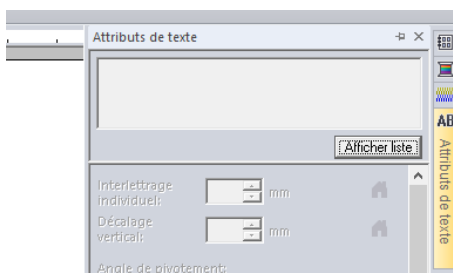 Attributs de texte
AB
Afficher liste
Attributs de texte
Interlettrage
individuel:
mm
Décalage
vertical:
mm
Angle de pivotement: